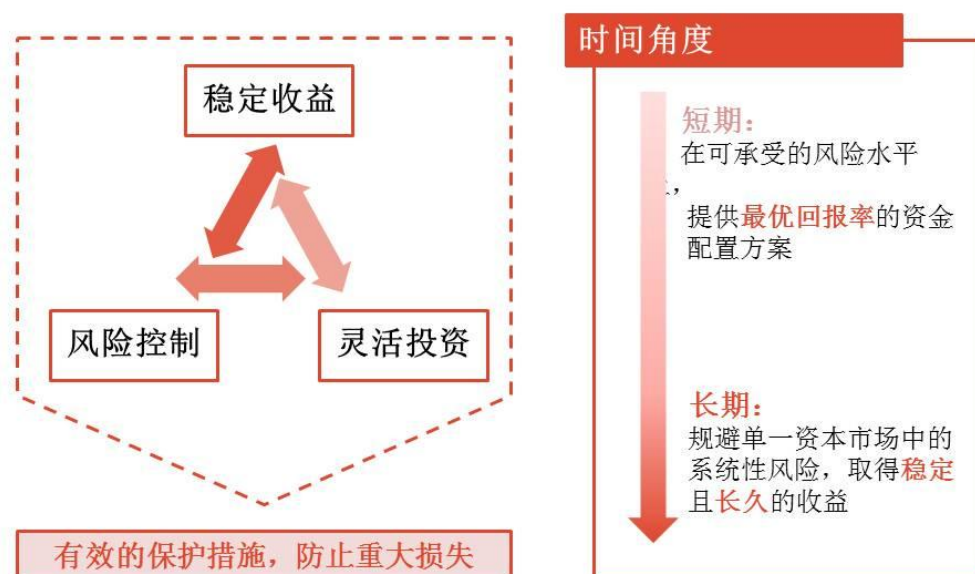 稳定收益
风险控制
灵活投资
有效的保护措施，防止重大损失
时间角度
短期：
在可承受的风险水平
，
提供最优回报率的资金
配置方案
长期：
规避单一资本市场中的
系统性风险，取得稳定
且长久的收益